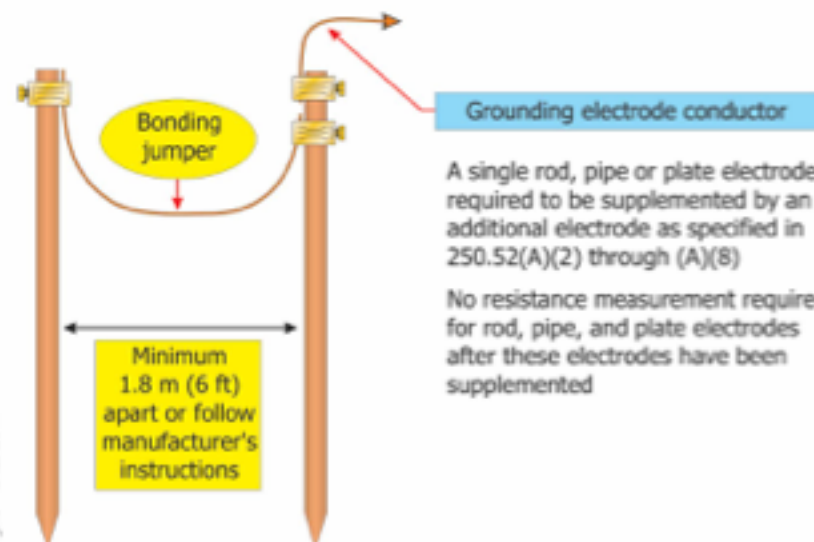 Bonding
jumper
Grounding electrode conductor
A single rod, pipe or plate electrode
required to be supplemented by an
additional electrode as specified in
250.52(A)(2) through (A)(8)
No resistance measurement require
for rod, pipe, and plate electrodes
after these electrodes have been
supplemented
Minimum
1.8 m (6 ft)
apart or follow
manufacturer's
instructions